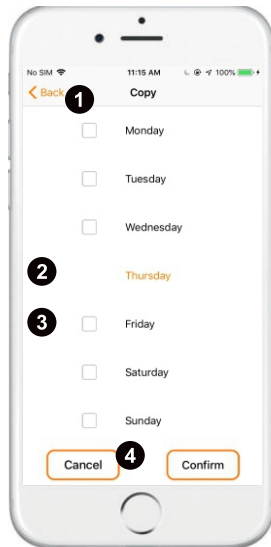 No SIM 11:15 AM 100%
Back 1 Copy
Monday
Tuesday
Wednesday
2 Thursday
3 Friday
Saturday
Sunday
Cancel 4 Confirm